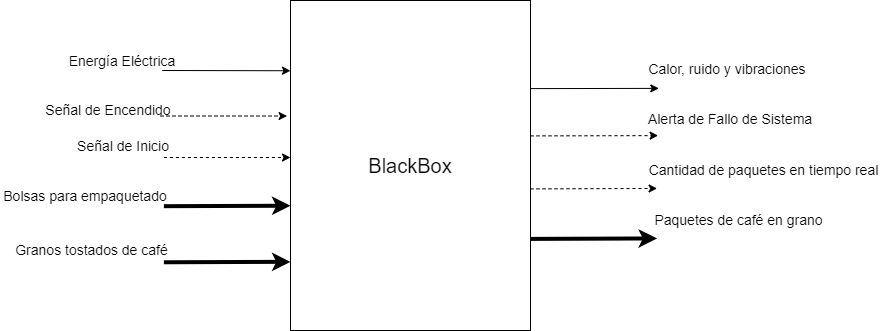 Energía Eléctrica
Señal de Encendido
Señal de Inicio
Bolsas para empaquetado
Granos tostados de café
BlackBox
Calor, ruido y vibraciones
Alerta de Fallo de Sistema
Cantidad de paquetes en tiempo real
Paquetes de café en grano